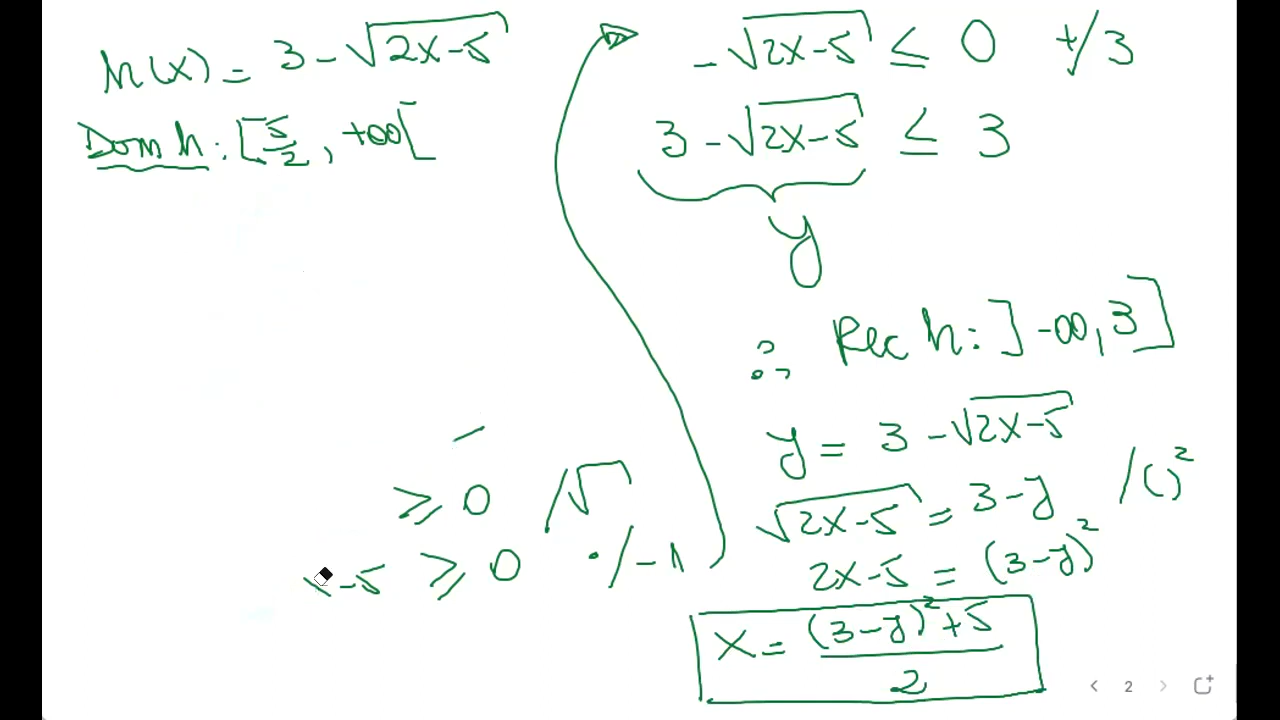 h(x) = 3 - √(2x-5)
Dom h: [5/2, +∞[
≥ 0 /√
-5 ≥ 0 ·/-1
-√(2x-5) ≤ 0 +/3
3 - √(2x-5) ≤ 3
y
∴ Rec h: ]-∞, 3]
y = 3 - √(2x-5)
√(2x-5) = 3-y /()²
2x-5 = (3-y)²
x = ((3-y)²+5)/2
2